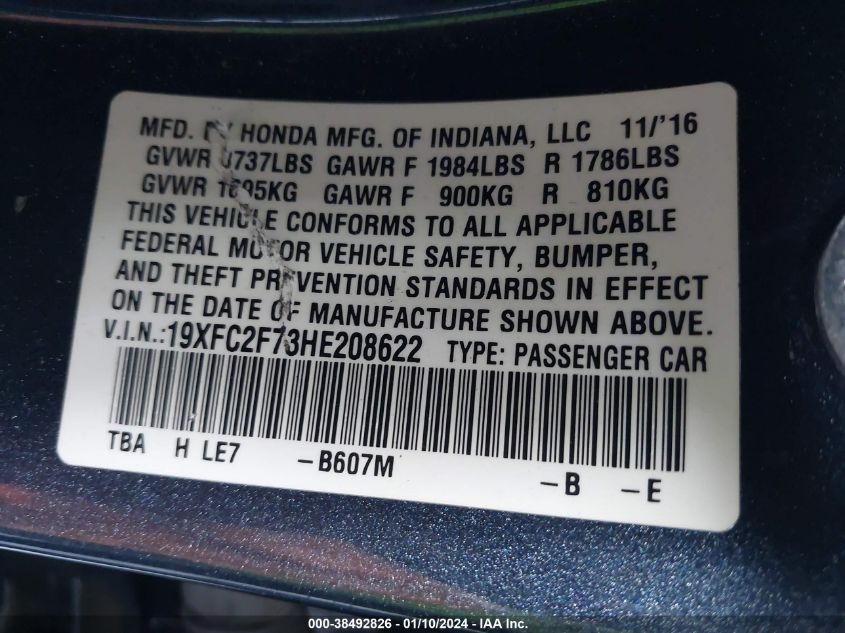 MFD. BY HONDA MFG. OF INDIANA, LLC 11/'16
GVWR 3737LBS GAWR F 1984LBS R 1786LBS
GVWR 1695KG GAWR F 900KG R 810KG
THIS VEHICLE CONFORMS TO ALL APPLICABLE
FEDERAL MOTOR VEHICLE SAFETY, BUMPER,
AND THEFT PREVENTION STANDARDS IN EFFECT
ON THE DATE OF MANUFACTURE SHOWN ABOVE.
V.I.N.:19XFC2F73HE208622 TYPE: PASSENGER CAR
TBA H LE7 -B607M -B -E
000-38492826 - 01/10/2024 - IAA Inc.